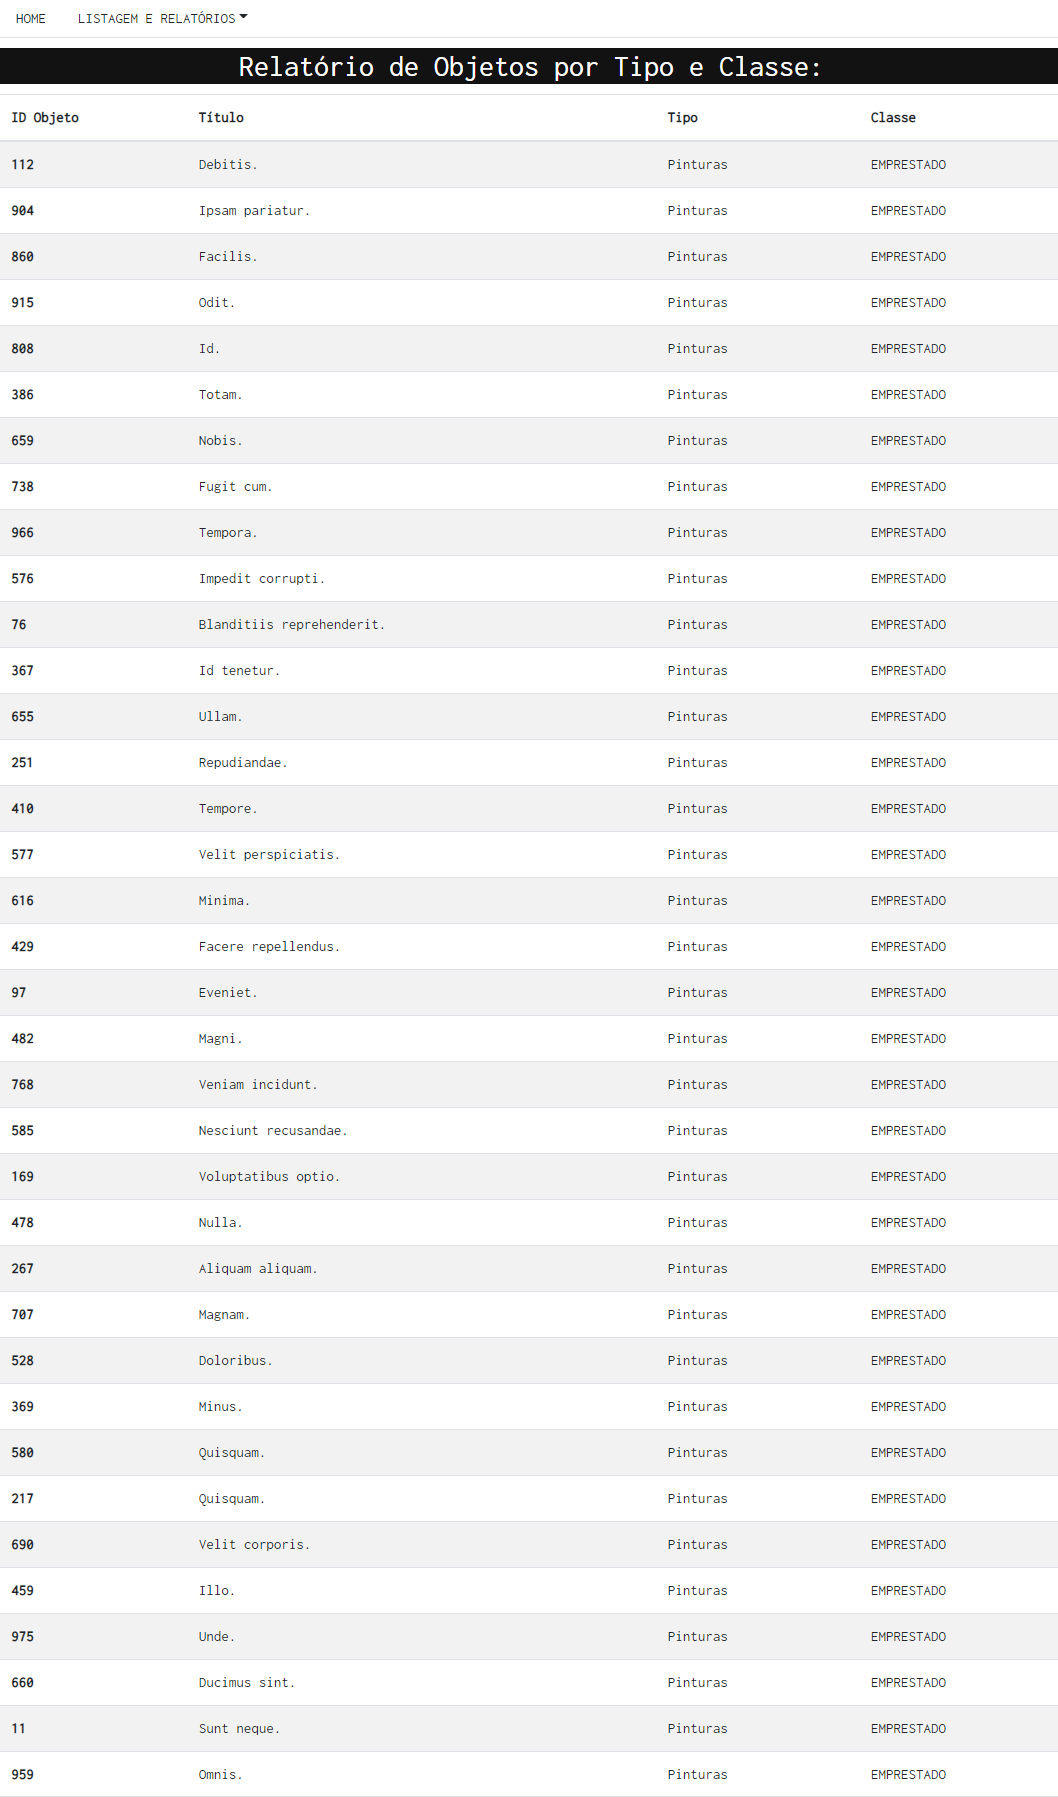 HOME LISTAGEM E RELATÓRIOS
Relatório de Objetos por Tipo e Classe:
ID Objeto Título Tipo Classe
112 Debitis. Pinturas EMPRESTADO
904 Ipsam pariatur. Pinturas EMPRESTADO
860 Facilis. Pinturas EMPRESTADO
915 Odit. Pinturas EMPRESTADO
808 Id. Pinturas EMPRESTADO
386 Totam. Pinturas EMPRESTADO
659 Nobis. Pinturas EMPRESTADO
738 Fugit cum. Pinturas EMPRESTADO
966 Tempora. Pinturas EMPRESTADO
576 Impedit corrupti. Pinturas EMPRESTADO
76 Blanditiis reprehenderit. Pinturas EMPRESTADO
367 Id tenetur. Pinturas EMPRESTADO
655 Ullam. Pinturas EMPRESTADO
251 Repudiandae. Pinturas EMPRESTADO
410 Tempore. Pinturas EMPRESTADO
577 Velit perspiciatis. Pinturas EMPRESTADO
616 Minima. Pinturas EMPRESTADO
429 Facere repellendus. Pinturas EMPRESTADO
97 Eveniet. Pinturas EMPRESTADO
482 Magni. Pinturas EMPRESTADO
768 Veniam incidunt. Pinturas EMPRESTADO
585 Nesciunt recusandae. Pinturas EMPRESTADO
169 Voluptatibus optio. Pinturas EMPRESTADO
478 Nulla. Pinturas EMPRESTADO
267 Aliquam aliquam. Pinturas EMPRESTADO
707 Magnam. Pinturas EMPRESTADO
528 Doloribus. Pinturas EMPRESTADO
369 Minus. Pinturas EMPRESTADO
580 Quisquam. Pinturas EMPRESTADO
217 Quisquam. Pinturas EMPRESTADO
690 Velit corporis. Pinturas EMPRESTADO
459 Illo. Pinturas EMPRESTADO
975 Unde. Pinturas EMPRESTADO
660 Ducimus sint. Pinturas EMPRESTADO
11 Sunt neque. Pinturas EMPRESTADO
959 Omnis. Pinturas EMPRESTADO